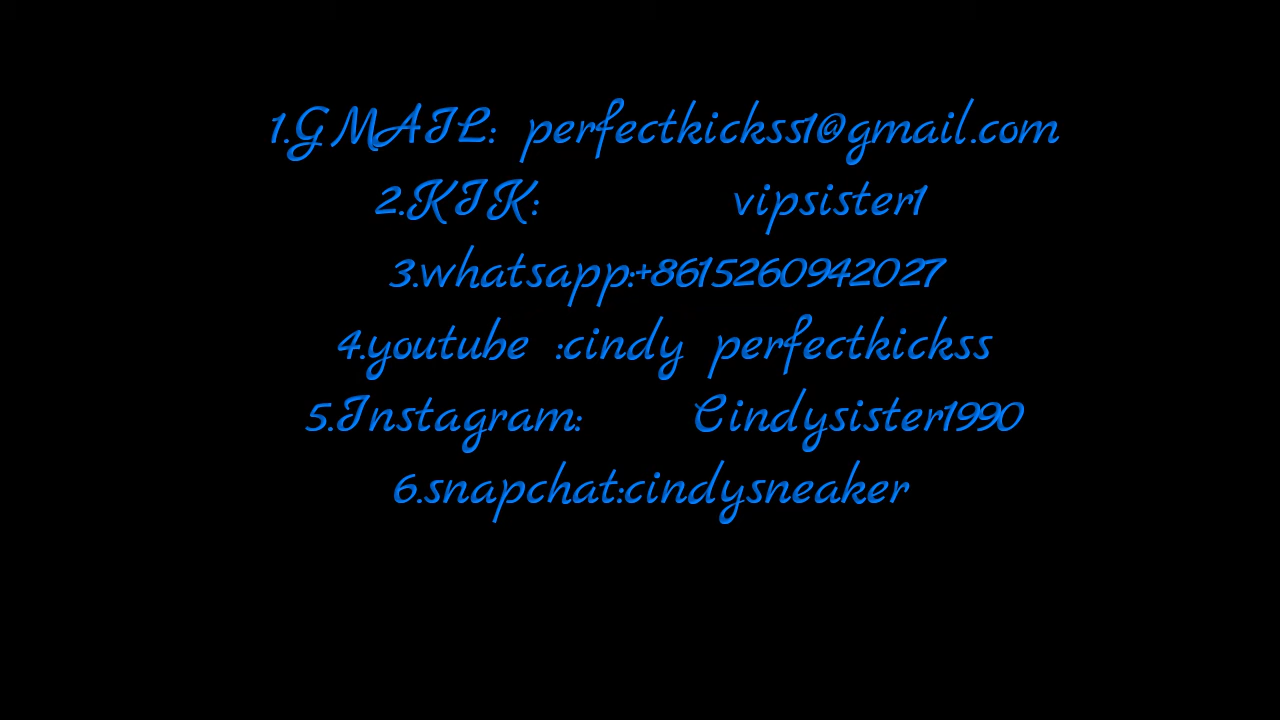 1.GMAIL: perfectkickss1@gmail.com
2.KIK: vipsister1
3.whatsapp:+8615260942027
4.youtube :cindy perfectkickss
5.Instagram: Cindysister1990
6.snapchat:cindysneaker